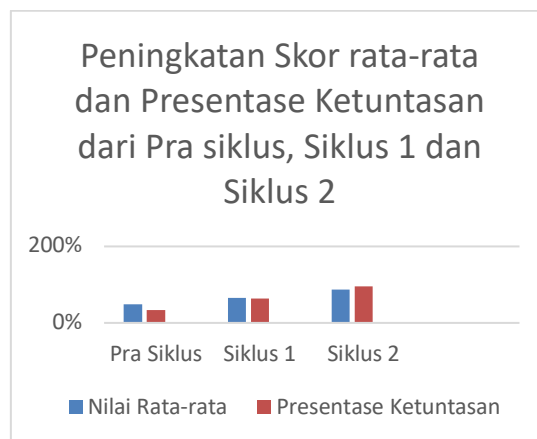 Peningkatan Skor rata-rata
dan Presentase Ketuntasan
dari Pra siklus, Siklus 1 dan
Siklus 2
200%
0%
Pra Siklus Siklus 1 Siklus 2
Nilai Rata-rata Presentase Ketuntasan